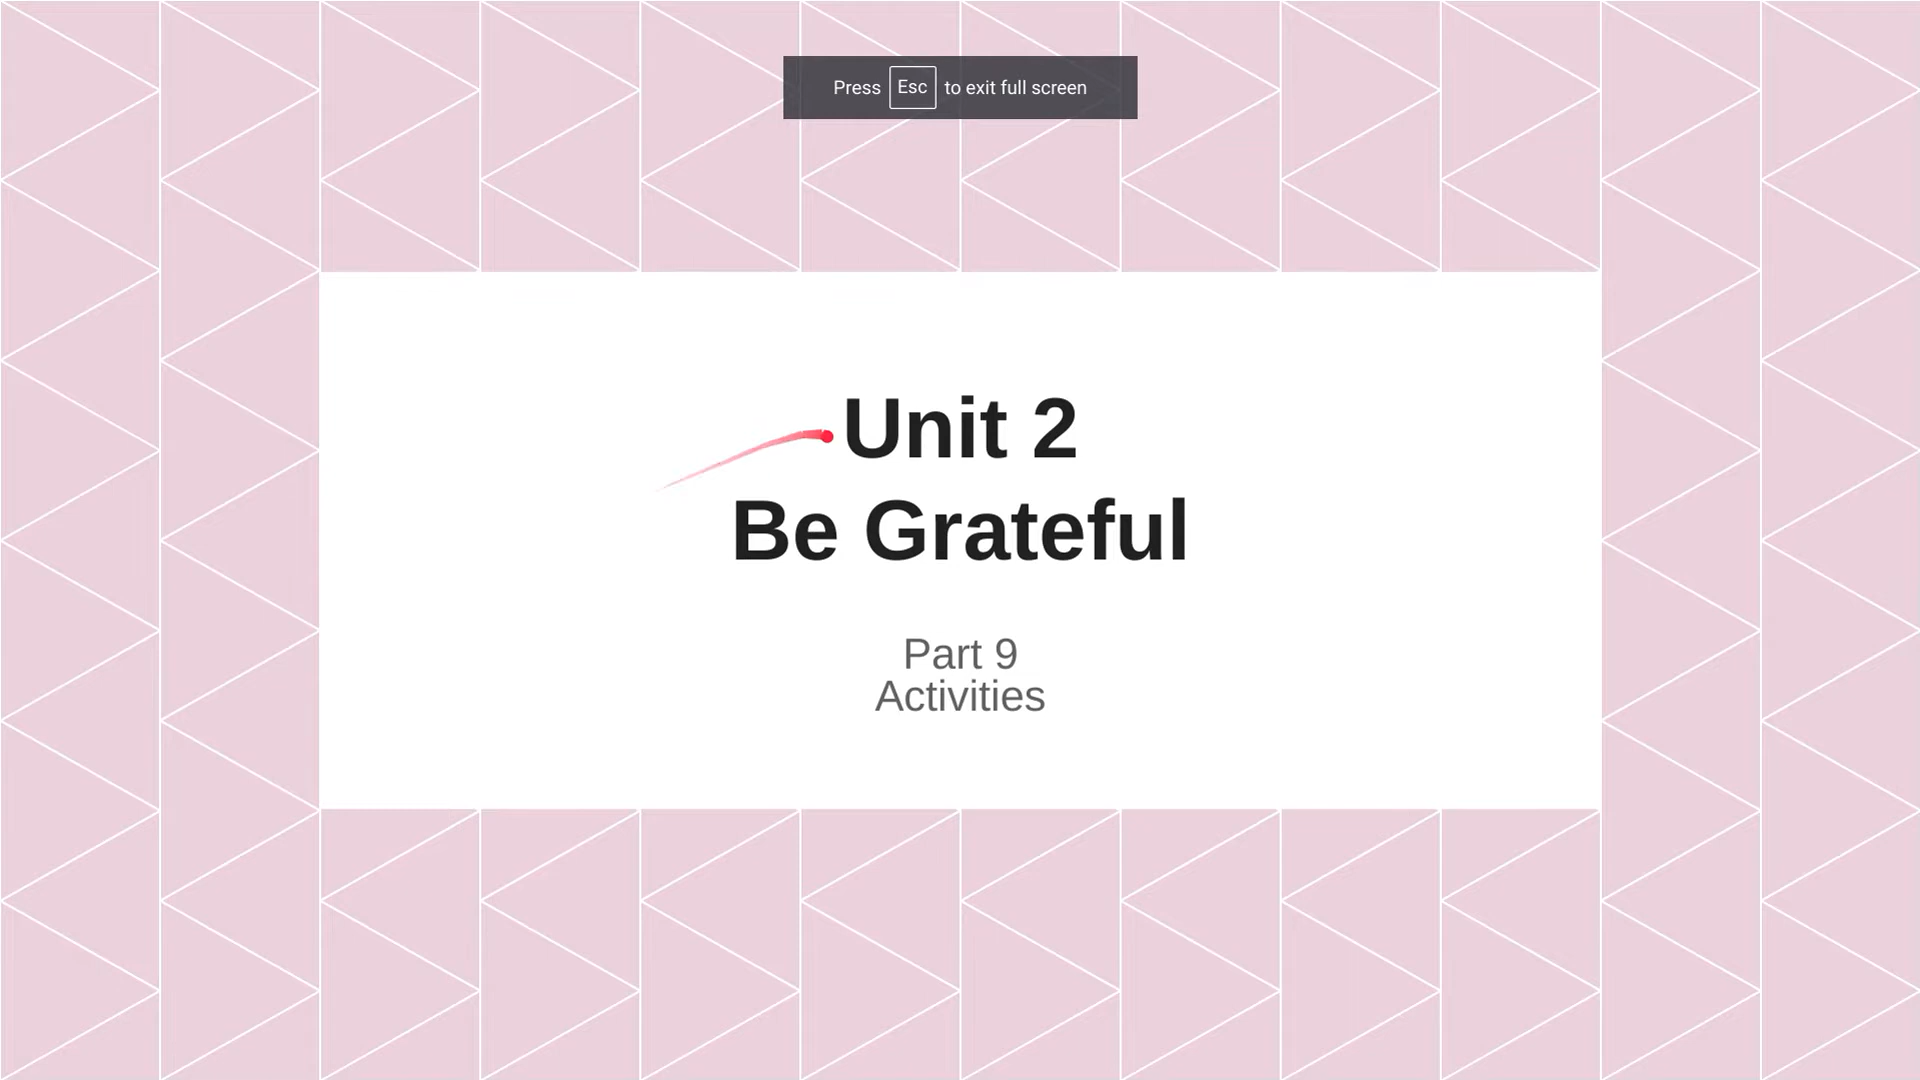 Press Esc to exit full screen
Unit 2
Be Grateful
Part 9
Activities